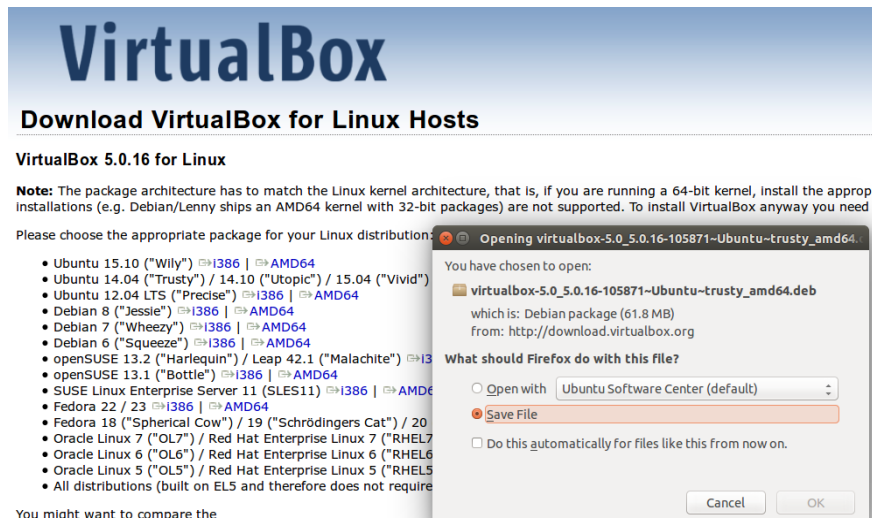 VirtualBox
Download VirtualBox for Linux Hosts
VirtualBox 5.0.16 for Linux
Note: The package architecture has to match the Linux kernel architecture, that is, if you are running a 64-bit kernel, install the approp
installations (e.g. Debian/Lenny ships an AMD64 kernel with 32-bit packages) are not supported. To install VirtualBox anyway you need
Please choose the appropriate package for your Linux distribution:
• Ubuntu 15.10 ("Wily") i386 | AMD64
• Ubuntu 14.04 ("Trusty") / 14.10 ("Utopic") / 15.04 ("Vivid")
• Ubuntu 12.04 LTS ("Precise") i386 | AMD64
• Debian 8 ("Jessie") i386 | AMD64
• Debian 7 ("Wheezy") i386 | AMD64
• Debian 6 ("Squeeze") i386 | AMD64
• openSUSE 13.2 ("Harlequin") / Leap 42.1 ("Malachite") i3
• openSUSE 13.1 ("Bottle") i386 | AMD64
• SUSE Linux Enterprise Server 11 (SLES11) i386 | AMD6
• Fedora 22 / 23 i386 | AMD64
• Fedora 18 ("Spherical Cow") / 19 ("Schrödingers Cat") / 20
• Oracle Linux 7 ("OL7") / Red Hat Enterprise Linux 7 ("RHEL7
• Oracle Linux 6 ("OL6") / Red Hat Enterprise Linux 6 ("RHEL6
• Oracle Linux 5 ("OL5") / Red Hat Enterprise Linux 5 ("RHEL5
• All distributions (built on EL5 and therefore does not require
You might want to compare the
Opening virtualbox-5.0_5.0.16-105871~Ubuntu~trusty_amd64.
You have chosen to open:
virtualbox-5.0_5.0.16-105871~Ubuntu~trusty_amd64.deb
which is: Debian package (61.8 MB)
from: http://download.virtualbox.org
What should Firefox do with this file?
Open with Ubuntu Software Center (default)
Save File
Do this automatically for files like this from now on.
Cancel OK